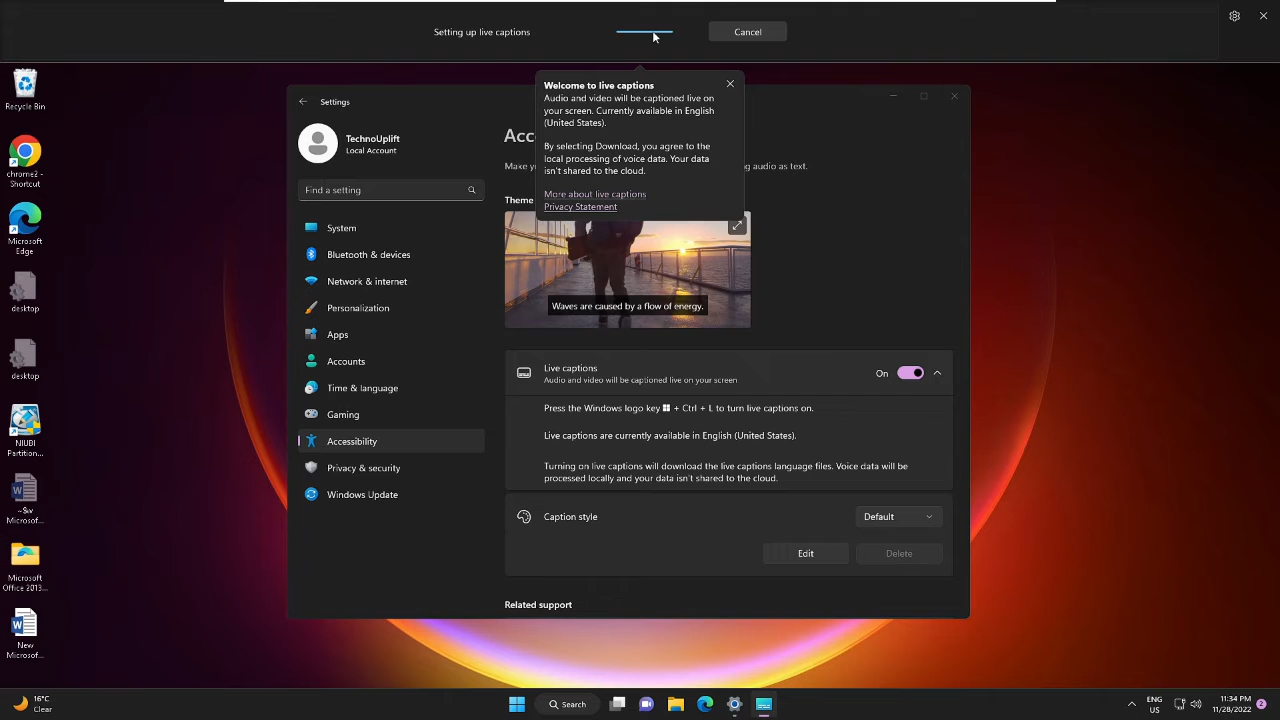 Setting up live captions
Cancel
Welcome to live captions
Audio and video will be captioned live on
your screen. Currently available in English
(United States).
By selecting Download, you agree to the
local processing of voice data. Your data
isn't shared to the cloud.
More about live captions
Privacy Statement
Recycle Bin
chrome2 -
Shortcut
Microsoft
Edge
desktop
desktop
NIUBI
Partition...
~$w
Microsof...
Microsoft
Office 2013...
New
Microsof...
Settings
TechnoUplift
Local Account
Find a setting
System
Bluetooth & devices
Network & internet
Personalization
Apps
Accounts
Time & language
Gaming
Accessibility
Privacy & security
Windows Update
Acc
Make yo
ng audio as text.
Theme
Waves are caused by a flow of energy.
Live captions
Audio and video will be captioned live on your screen
On
Press the Windows logo key + Ctrl + L to turn live captions on.
Live captions are currently available in English (United States).
Turning on live captions will download the live captions language files. Voice data will be
processed locally and your data isn't shared to the cloud.
Caption style
Default
Edit
Delete
Related support
16°C
Clear
Search
ENG
US
11:34 PM
11/28/2022
2